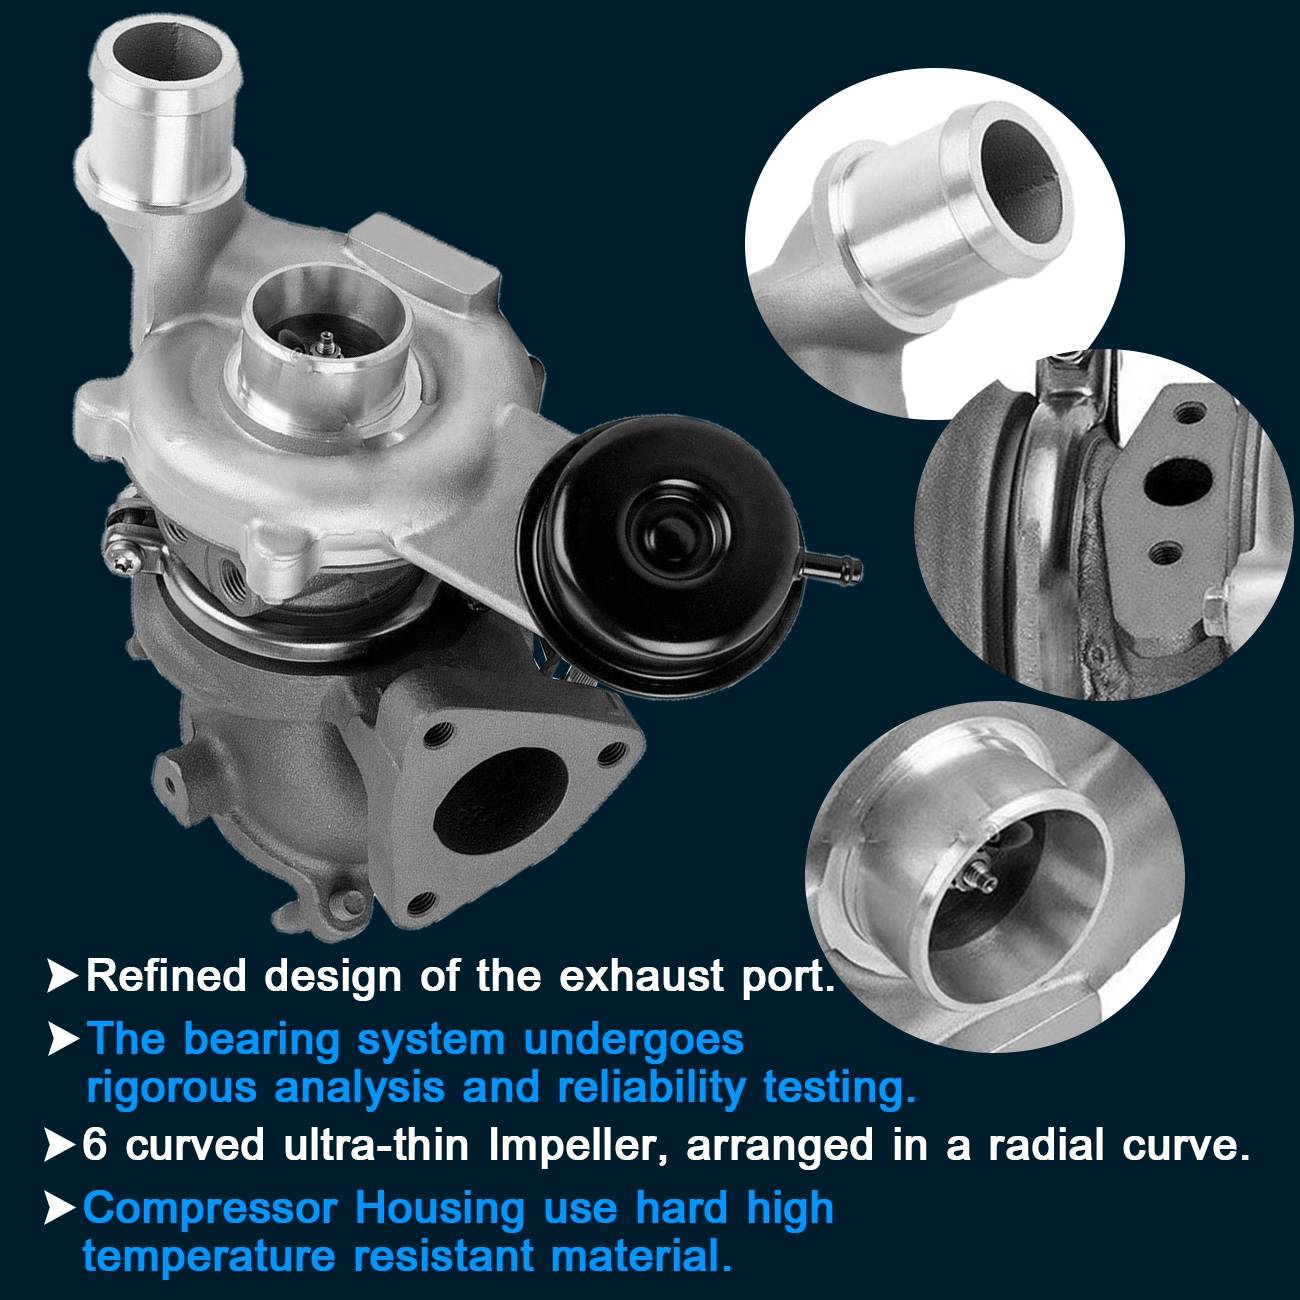 ➤Refined design of the exhaust port.
➤The bearing system undergoes
rigorous analysis and reliability testing.
➤6 curved ultra-thin Impeller, arranged in a radial curve.
➤Compressor Housing use hard high
temperature resistant material.